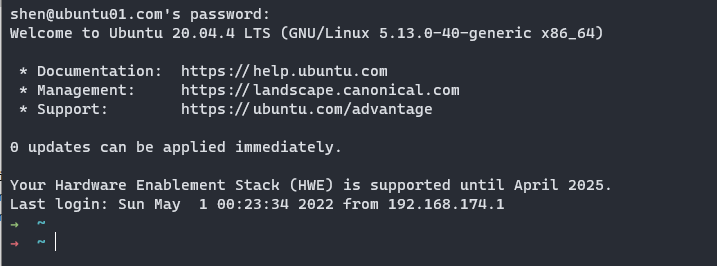 shen@ubuntu01.com's password:
Welcome to Ubuntu 20.04.4 LTS (GNU/Linux 5.13.0-40-generic x86_64)
* Documentation:  https://help.ubuntu.com
* Management:     https://landscape.canonical.com
* Support:        https://ubuntu.com/advantage
0 updates can be applied immediately.
Your Hardware Enablement Stack (HWE) is supported until April 2025.
Last login: Sun May  1 00:23:34 2022 from 192.168.174.1
→  ~
→  ~